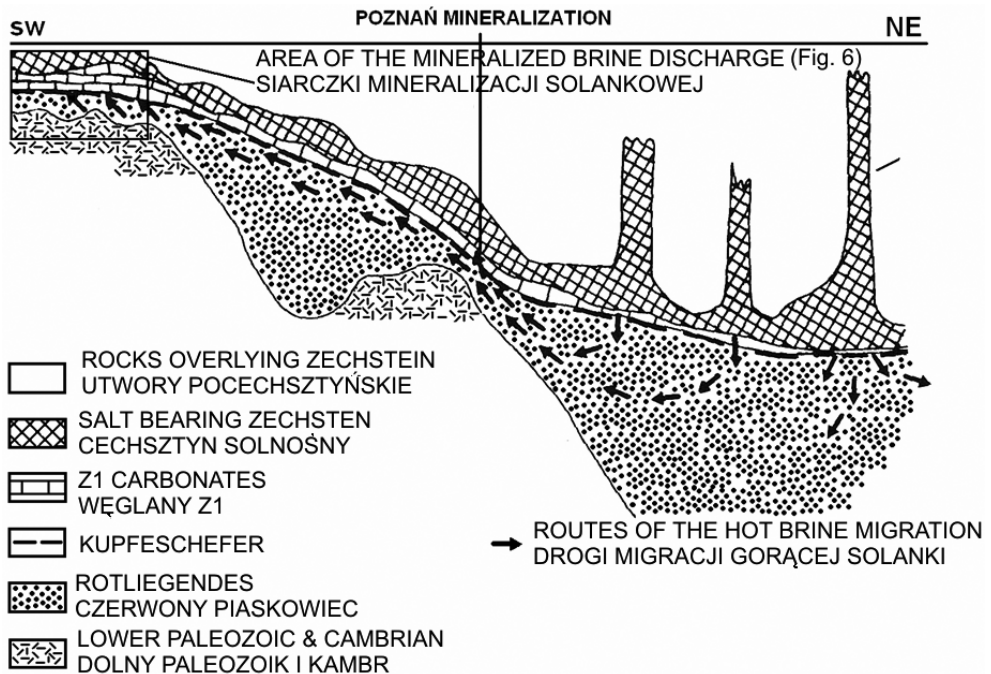 POZNAŃ MINERALIZATION
SW
NE
AREA OF THE MINERALIZED BRINE DISCHARGE (Fig. 6)
SIARCZKI MINERALIZACJI SOLANKOWEJ
ROCKS OVERLYING ZECHSTEIN
UTWORY POCECHSZTYŃSKIE
SALT BEARING ZECHSTEN
CECHSZTYN SOLNOŚNY
Z1 CARBONATES
WĘGLANY Z1
KUPFESCHEFER
ROTLIEGENDES
CZERWONY PIASKOWIEC
LOWER PALEOZOIC & CAMBRIAN
DOLNY PALEOZOIK I KAMBR
ROUTES OF THE HOT BRINE MIGRATION
DROGI MIGRACJI GORĄCEJ SOLANKI